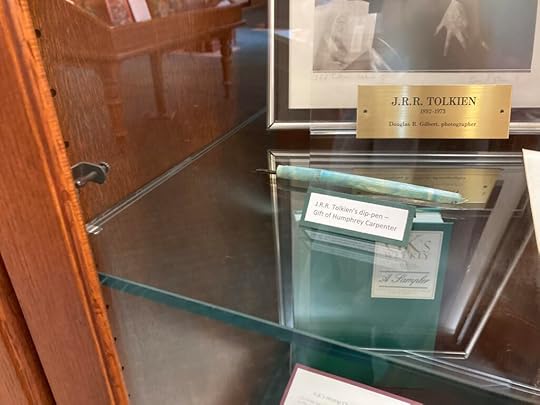 J.R.R. TOLKIEN
1892-1973
Douglas R. Gilbert, photographer
J.R.R. Tolkien's dip-pen –
Gift of Humphrey Carpenter
WEEKLY
A Sampler